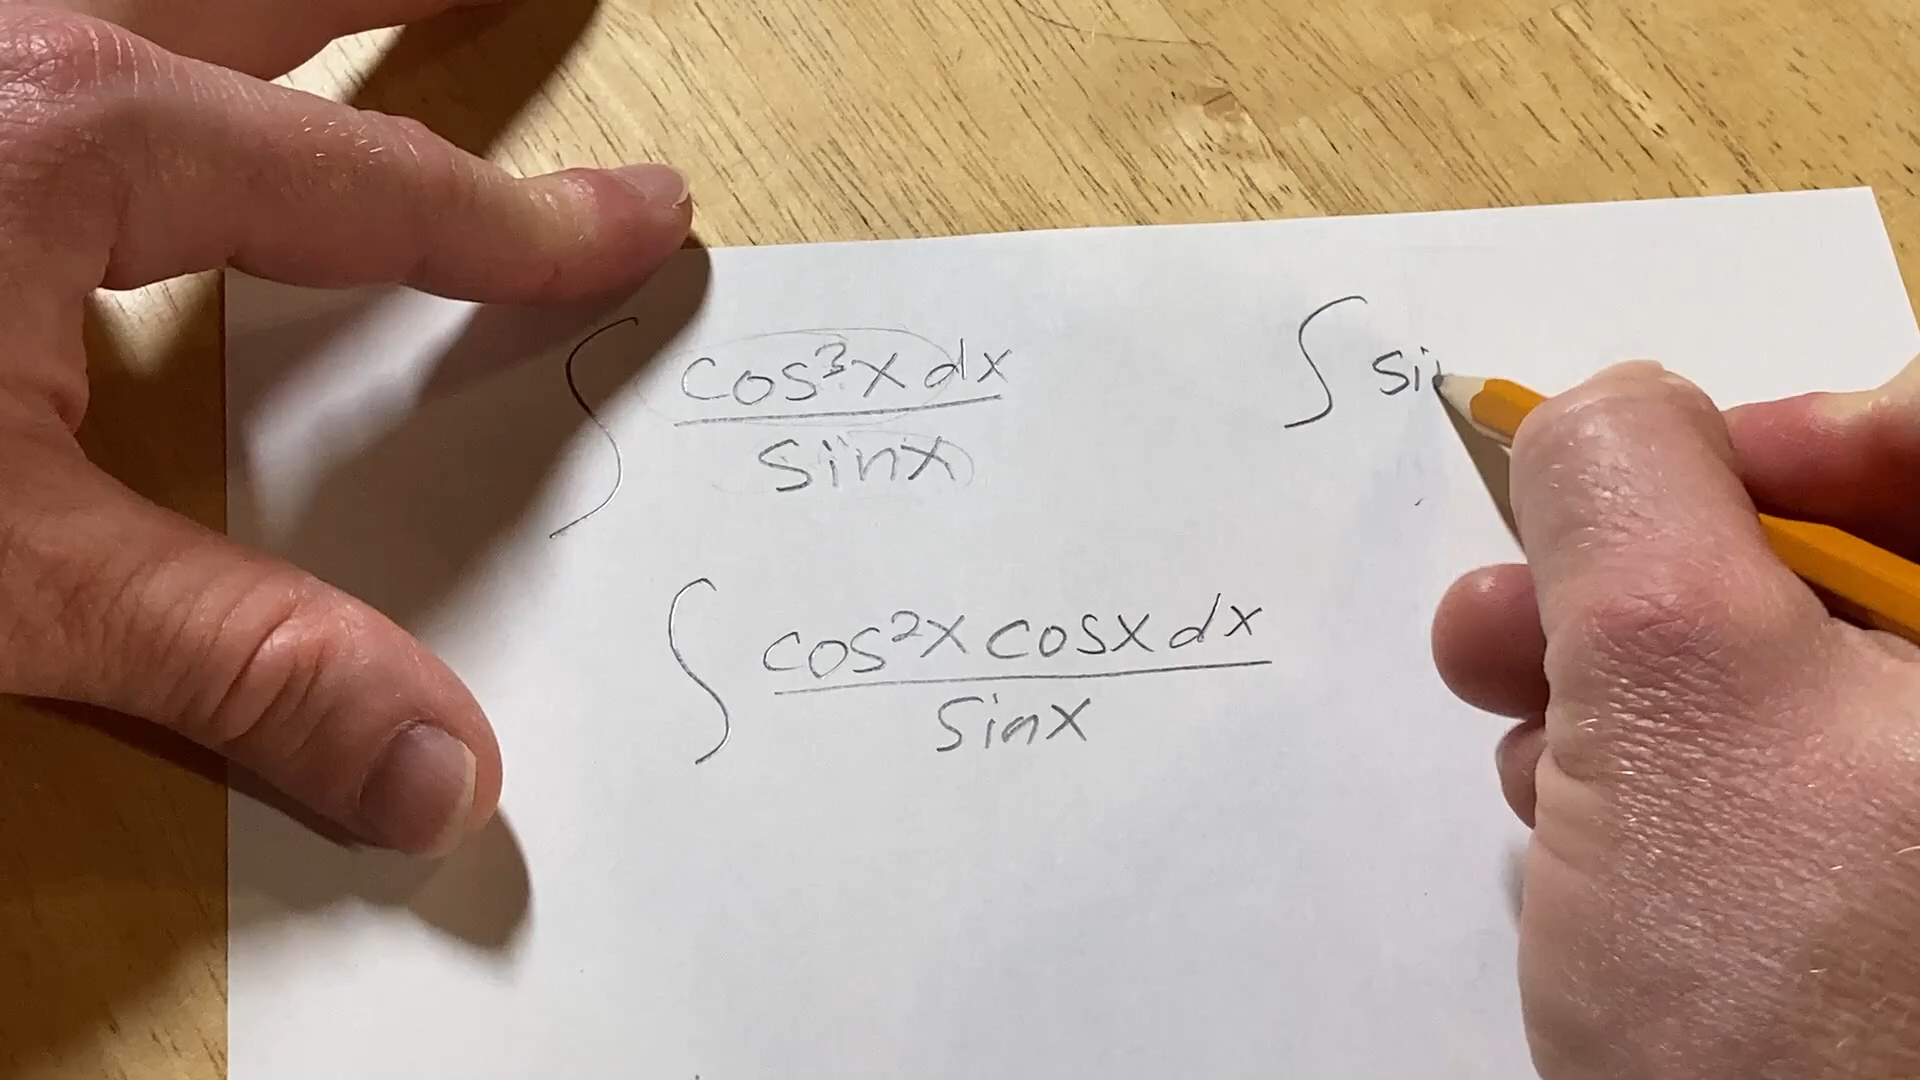 ∫ cos³x dx / sinx
∫ si
∫ cos²x cosx dx / sinx